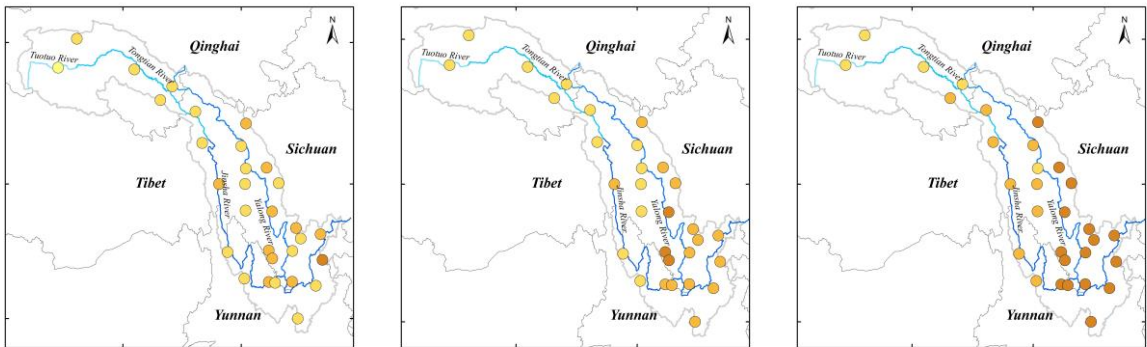 N
Qinghai
Tuotuo River
Tongtian River
Sichuan
Tibet
Jinsha River
Yalong River
Yunnan
N
Qinghai
Tuotuo River
Tongtian River
Sichuan
Tibet
Jinsha River
Yalong River
Yunnan
N
Qinghai
Tuotuo River
Tongtian River
Sichuan
Tibet
Jinsha River
Yalong River
Yunnan